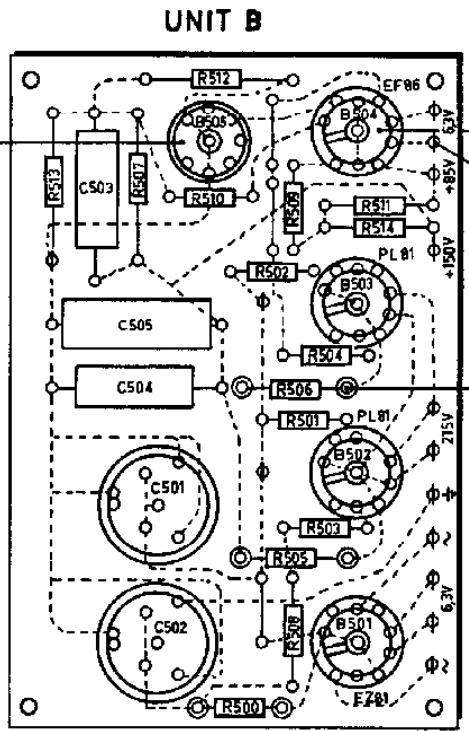 UNIT B
R512
EF86
B505
B504
6,3V
R513
C503
R507
+85V
R510
R509
R511
R514
+150V
R502
PL81
B503
C505
R504
C504
R506
R501
PL81
215V
B502
C501
R503
~
R505
6,3V
C502
R508
B501
~
EZ81
R500